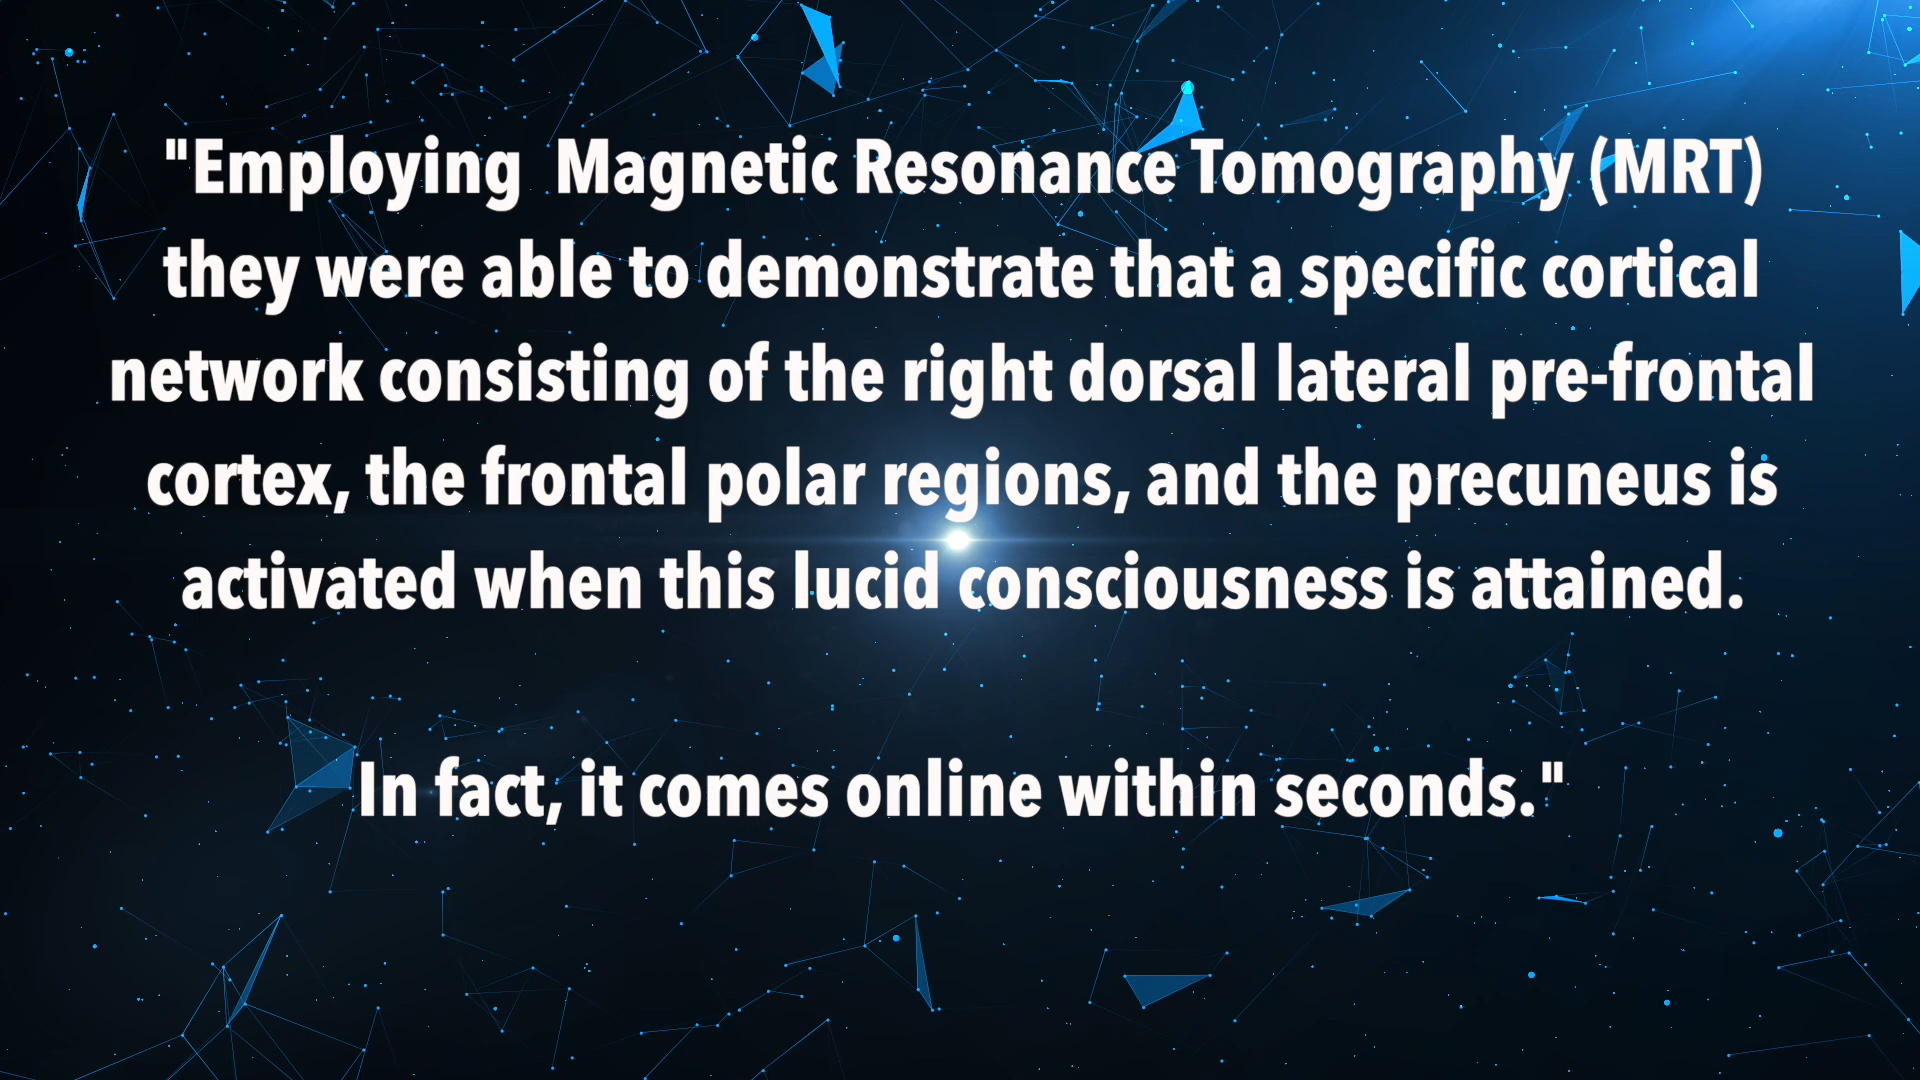 "Employing  Magnetic Resonance Tomography (MRT)
they were able to demonstrate that a specific cortical
network consisting of the right dorsal lateral pre-frontal
cortex, the frontal polar regions, and the precuneus is
activated when this lucid consciousness is attained.
In fact, it comes online within seconds."